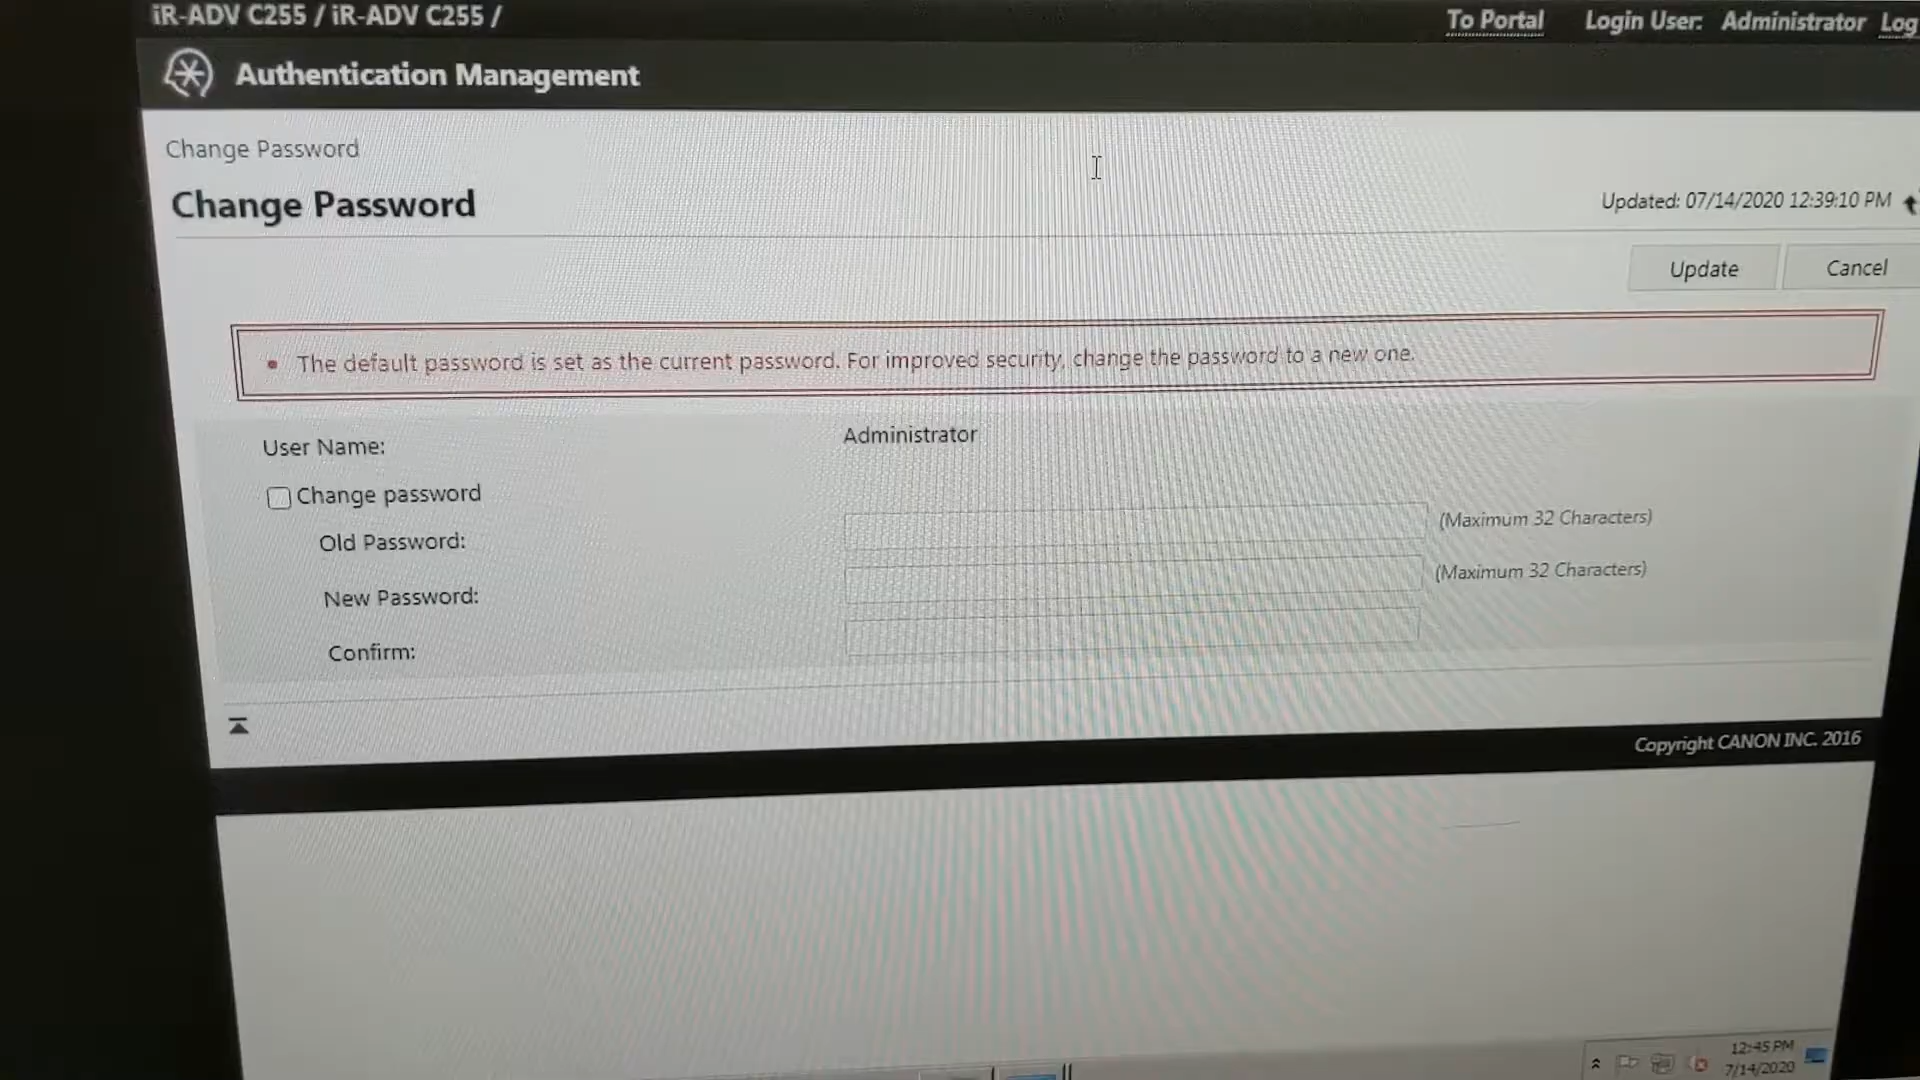 iR-ADV C255 / iR-ADV C255 /
To Portal Login User: Administrator Log
Authentication Management
Change Password
Change Password
Updated: 07/14/2020 12:39:10 PM
Update Cancel
The default password is set as the current password. For improved security, change the password to a new one.
User Name: Administrator
Change password
Old Password: (Maximum 32 Characters)
New Password: (Maximum 32 Characters)
Confirm:
Copyright CANON INC. 2016
12:45 PM
7/14/2020